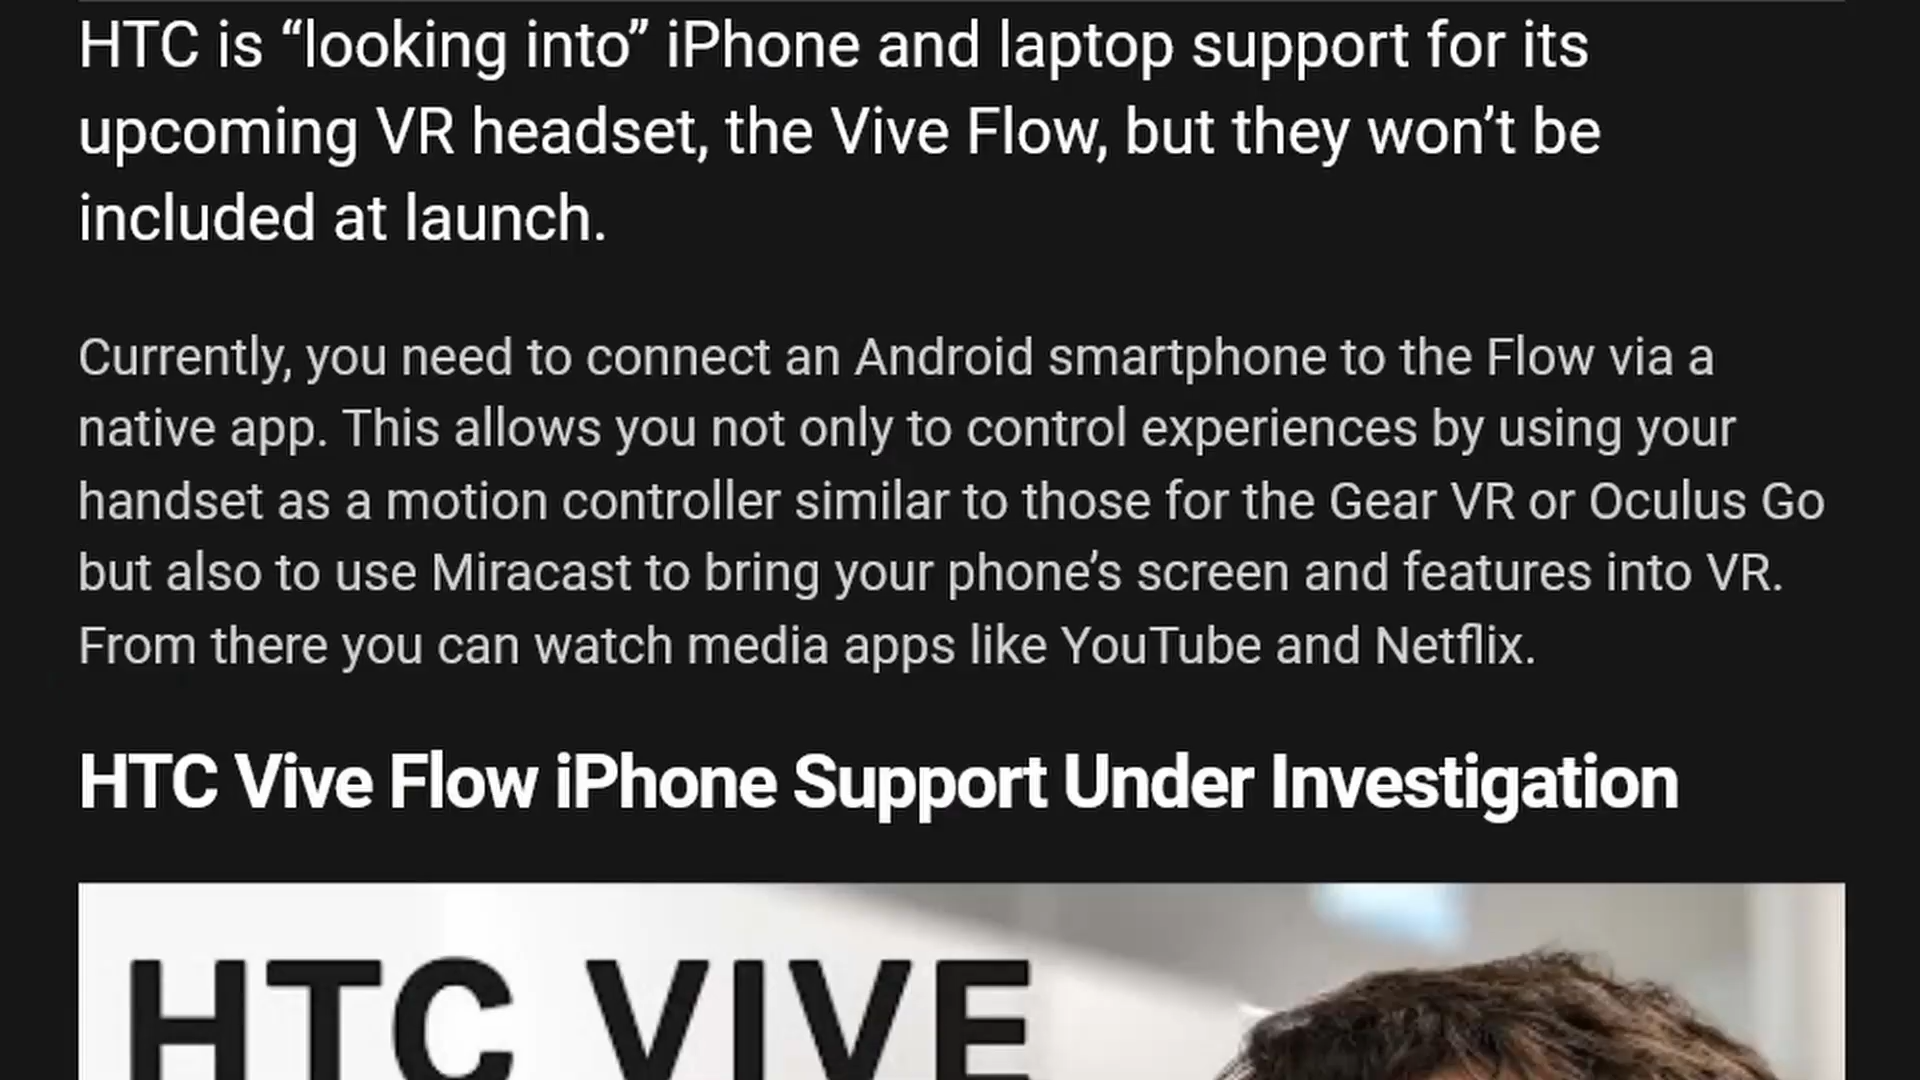 HTC is “looking into” iPhone and laptop support for its
upcoming VR headset, the Vive Flow, but they won’t be
included at launch.
Currently, you need to connect an Android smartphone to the Flow via a
native app. This allows you not only to control experiences by using your
handset as a motion controller similar to those for the Gear VR or Oculus Go
but also to use Miracast to bring your phone’s screen and features into VR.
From there you can watch media apps like YouTube and Netflix.
HTC Vive Flow iPhone Support Under Investigation
HTC VIVE